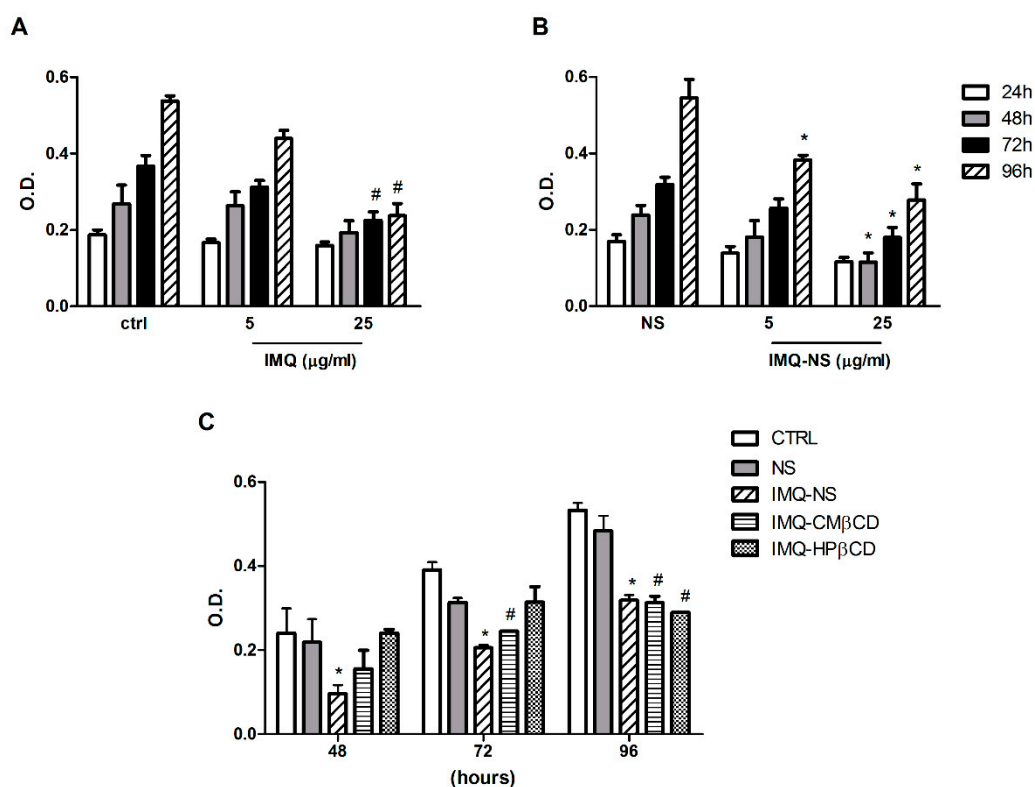 A
0.6
0.4
0.2
0.0
O.D.
# #
ctrl 5 25
IMQ (μg/ml)
B
0.6
0.4
0.2
0.0
O.D.
*
* * *
NS 5 25
IMQ-NS (μg/ml)
24h
48h
72h
96h
C
0.6
0.4
0.2
0.0
O.D.
*
* #
* # #
48 72 96
(hours)
CTRL
NS
IMQ-NS
IMQ-CMβCD
IMQ-HPβCD